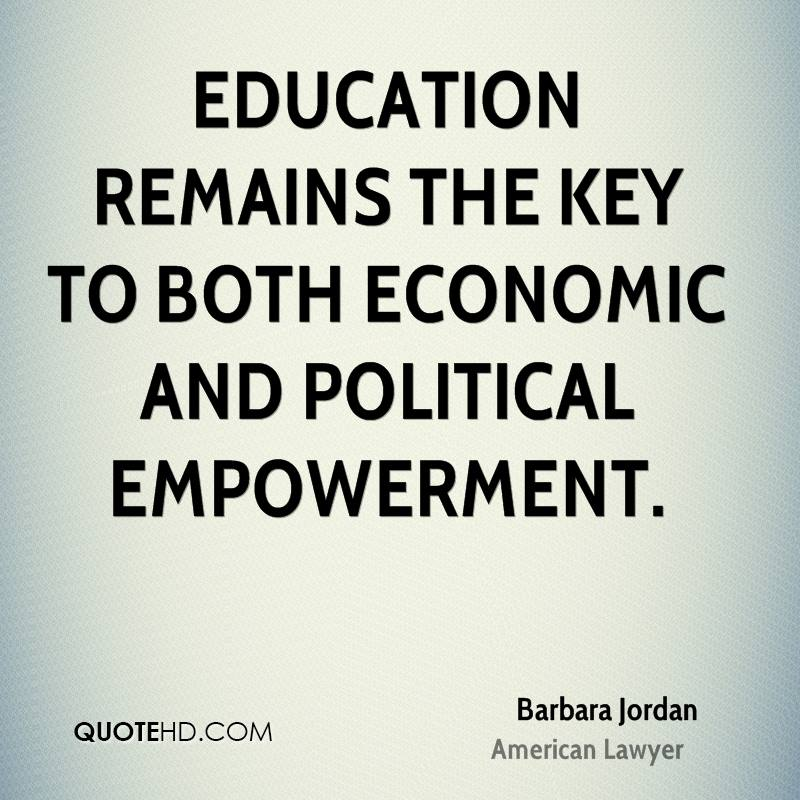 EDUCATION
REMAINS THE KEY
TO BOTH ECONOMIC
AND POLITICAL
EMPOWERMENT.
Barbara Jordan
American Lawyer
QUOTEHD.COM